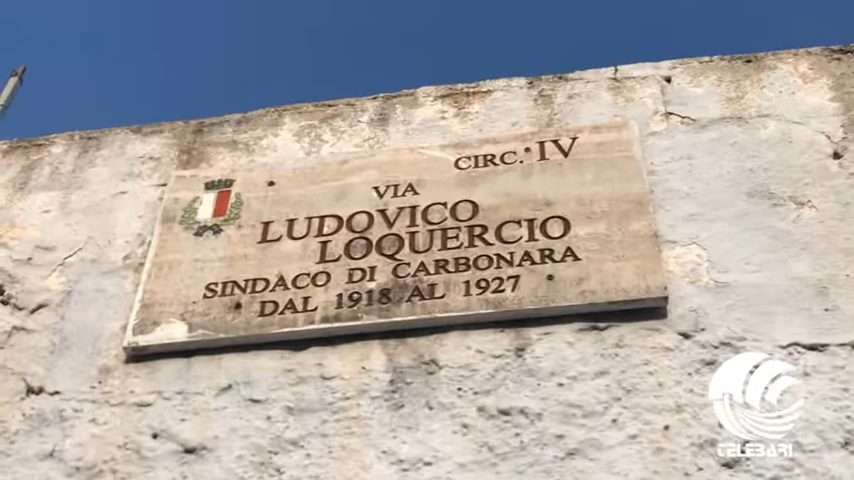 CIRC. IV
VIA
LUDOVICO
LOQUERCIO
SINDACO DI CARBONARA
DAL 1918 AL 1927
TELEBARI